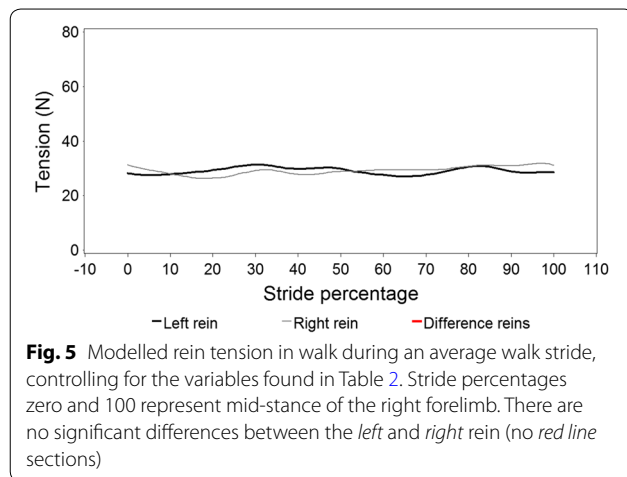 80
60
40
20
0
Tension (N)
-10 0 10 20 30 40 50 60 70 80 90 100 110
Stride percentage
Left rein Right rein Difference reins
Fig. 5 Modelled rein tension in walk during an average walk stride,
controlling for the variables found in Table 2. Stride percentages
zero and 100 represent mid-stance of the right forelimb. There are
no significant differences between the left and right rein (no red line
sections)